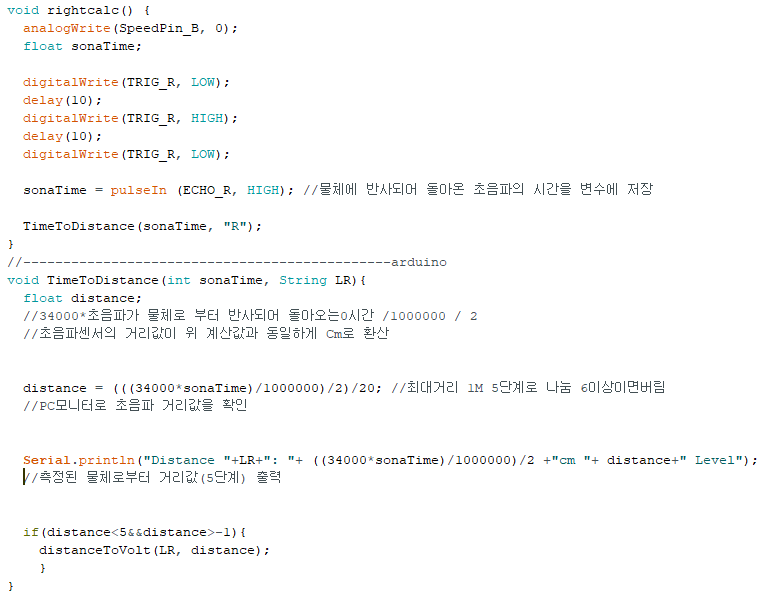 void rightcalc() {
analogWrite(SpeedPin_B, 0);
float sonaTime;
digitalWrite(TRIG_R, LOW);
delay(10);
digitalWrite(TRIG_R, HIGH);
delay(10);
digitalWrite(TRIG_R, LOW);
sonaTime = pulseIn (ECHO_R, HIGH); //물체에 반사되어 돌아온 초음파의 시간을 변수에 저장
TimeToDistance(sonaTime, "R");
}
//----------------------------------------------arduino
void TimeToDistance(int sonaTime, String LR){
float distance;
//34000*초음파가 물체로 부터 반사되어 돌아오는0시간 /1000000 / 2
//초음파센서의 거리값이 위 계산값과 동일하게 Cm로 환산
distance = (((34000*sonaTime)/1000000)/2)/20; //최대거리 1M 5단계로 나눔 6이상이면버림
//PC모니터로 초음파 거리값을 확인
Serial.println("Distance "+LR+": "+ ((34000*sonaTime)/1000000)/2 +"cm "+ distance+" Level");
//측정된 물체로부터 거리값(5단계) 출력
if(distance<5&&distance>-1){
distanceToVolt(LR, distance);
}
}